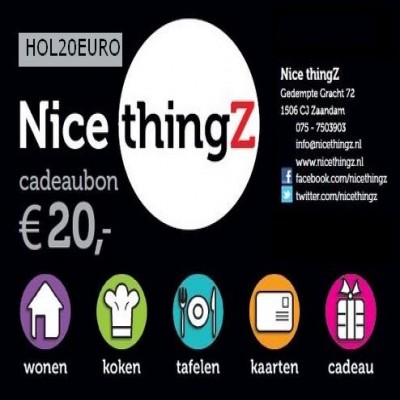 HOL20EURO
Nice thingZ
cadeaubon
€ 20,-
Nice thingZ
Gedempte Gracht 72
1506 CJ Zaandam
075 - 7503903
info@nicethingz.nl
www.nicethingz.nl
facebook.com/nicethingz
twitter.com/nicethingz
wonen koken tafelen kaarten cadeau